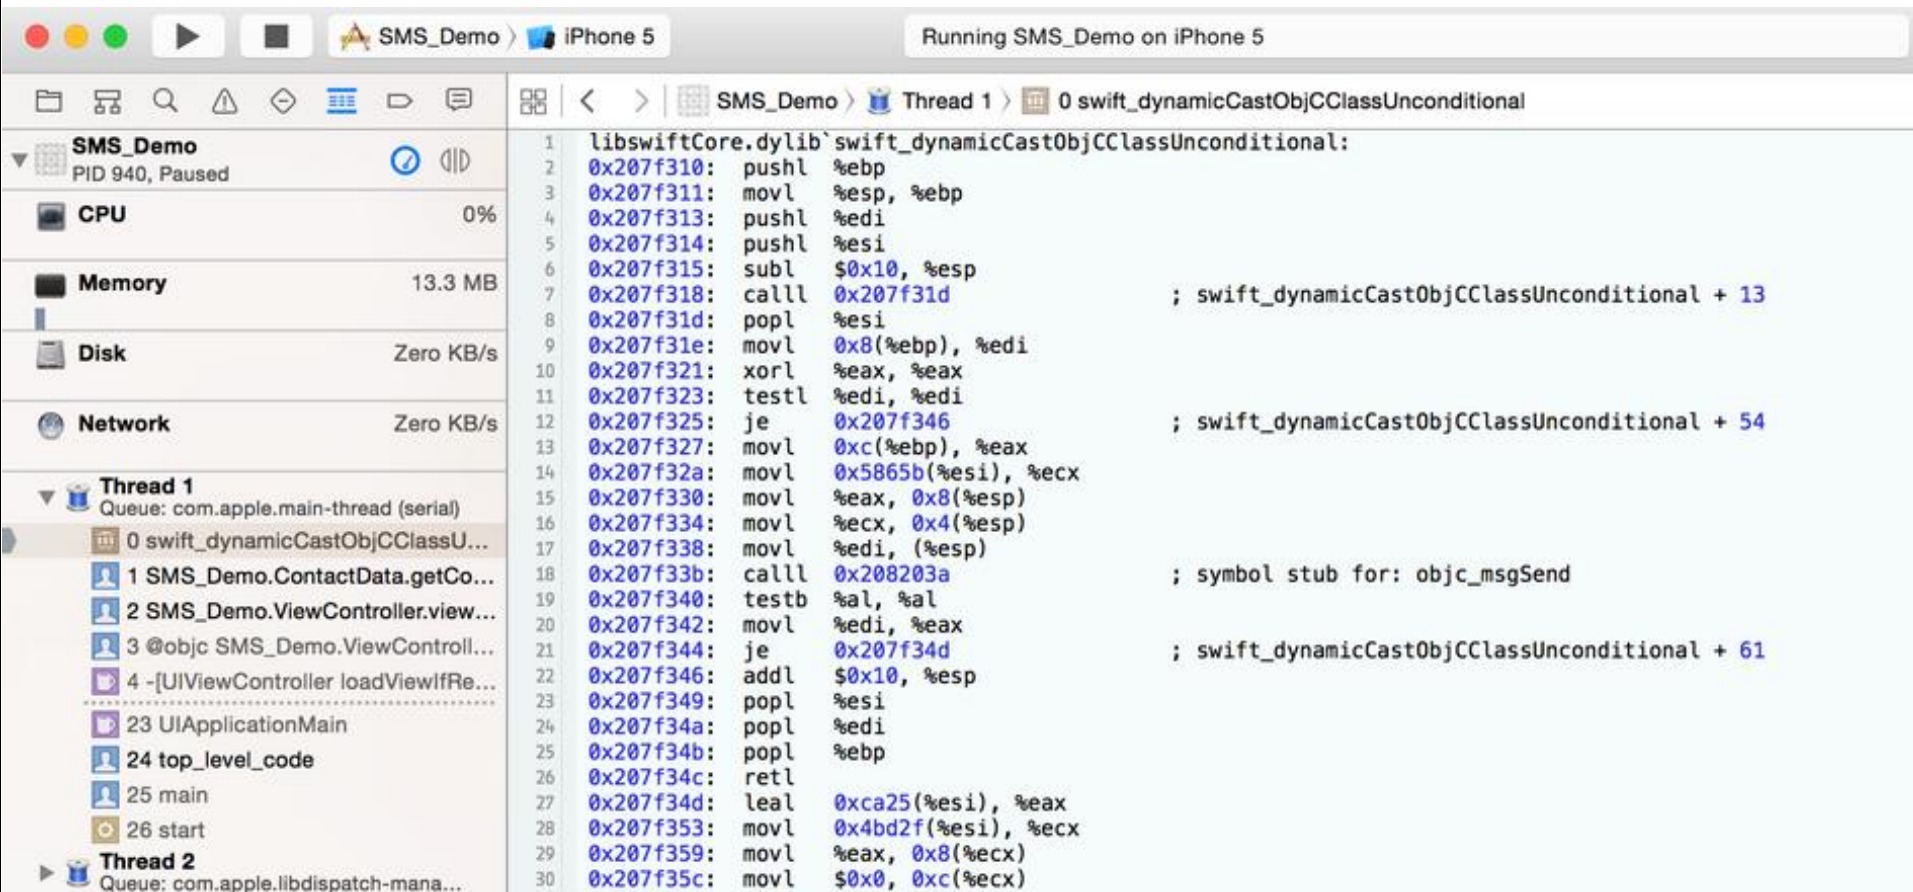 SMS_Demo iPhone 5
Running SMS_Demo on iPhone 5
SMS_Demo Thread 1 0 swift_dynamicCastObjCClassUnconditional
SMS_Demo
PID 940, Paused
CPU 0%
Memory 13.3 MB
Disk Zero KB/s
Network Zero KB/s
Thread 1
Queue: com.apple.main-thread (serial)
0 swift_dynamicCastObjCClassU...
1 SMS_Demo.ContactData.getCo...
2 SMS_Demo.ViewController.view...
3 @objc SMS_Demo.ViewControll...
4 -[UIViewController loadViewIfRe...
23 UIApplicationMain
24 top_level_code
25 main
26 start
Thread 2
Queue: com.apple.libdispatch-mana...
1 libswiftCore.dylib`swift_dynamicCastObjCClassUnconditional:
2 0x207f310: pushl %ebp
3 0x207f311: movl %esp, %ebp
4 0x207f313: pushl %edi
5 0x207f314: pushl %esi
6 0x207f315: subl $0x10, %esp
7 0x207f318: calll 0x207f31d ; swift_dynamicCastObjCClassUnconditional + 13
8 0x207f31d: popl %esi
9 0x207f31e: movl 0x8(%ebp), %edi
10 0x207f321: xorl %eax, %eax
11 0x207f323: testl %edi, %edi
12 0x207f325: je 0x207f346 ; swift_dynamicCastObjCClassUnconditional + 54
13 0x207f327: movl 0xc(%ebp), %eax
14 0x207f32a: movl 0x5865b(%esi), %ecx
15 0x207f330: movl %eax, 0x8(%esp)
16 0x207f334: movl %ecx, 0x4(%esp)
17 0x207f338: movl %edi, (%esp)
18 0x207f33b: calll 0x208203a ; symbol stub for: objc_msgSend
19 0x207f340: testb %al, %al
20 0x207f342: movl %edi, %eax
21 0x207f344: je 0x207f34d ; swift_dynamicCastObjCClassUnconditional + 61
22 0x207f346: addl $0x10, %esp
23 0x207f349: popl %esi
24 0x207f34a: popl %edi
25 0x207f34b: popl %ebp
26 0x207f34c: retl
27 0x207f34d: leal 0xca25(%esi), %eax
28 0x207f353: movl 0x4bd2f(%esi), %ecx
29 0x207f359: movl %eax, 0x8(%ecx)
30 0x207f35c: movl $0x0, 0xc(%ecx)